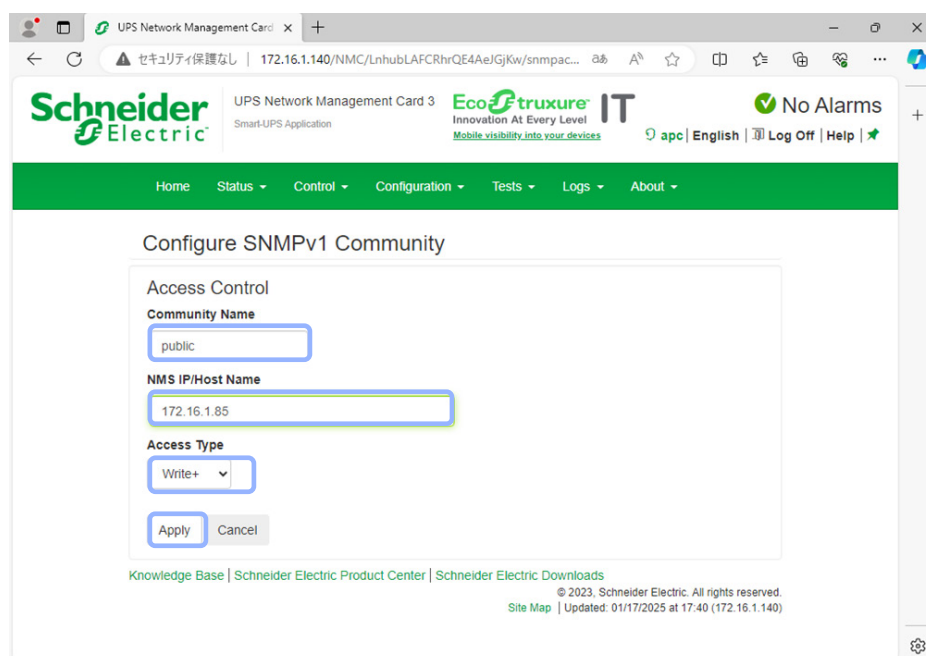 UPS Network Management Card
セキュリティ保護なし | 172.16.1.140/NMC/LnhubLAFCRhrQE4AeJGjKw/snmpac...
Schneider Electric
UPS Network Management Card 3
Smart-UPS Application
EcoStruxure IT
Innovation At Every Level
Mobile visibility into your devices
No Alarms
apc | English | Log Off | Help |
Home Status Control Configuration Tests Logs About
Configure SNMPv1 Community
Access Control
Community Name
public
NMS IP/Host Name
172.16.1.85
Access Type
Write+
Apply Cancel
Knowledge Base | Schneider Electric Product Center | Schneider Electric Downloads
© 2023, Schneider Electric. All rights reserved.
Site Map | Updated: 01/17/2025 at 17:40 (172.16.1.140)